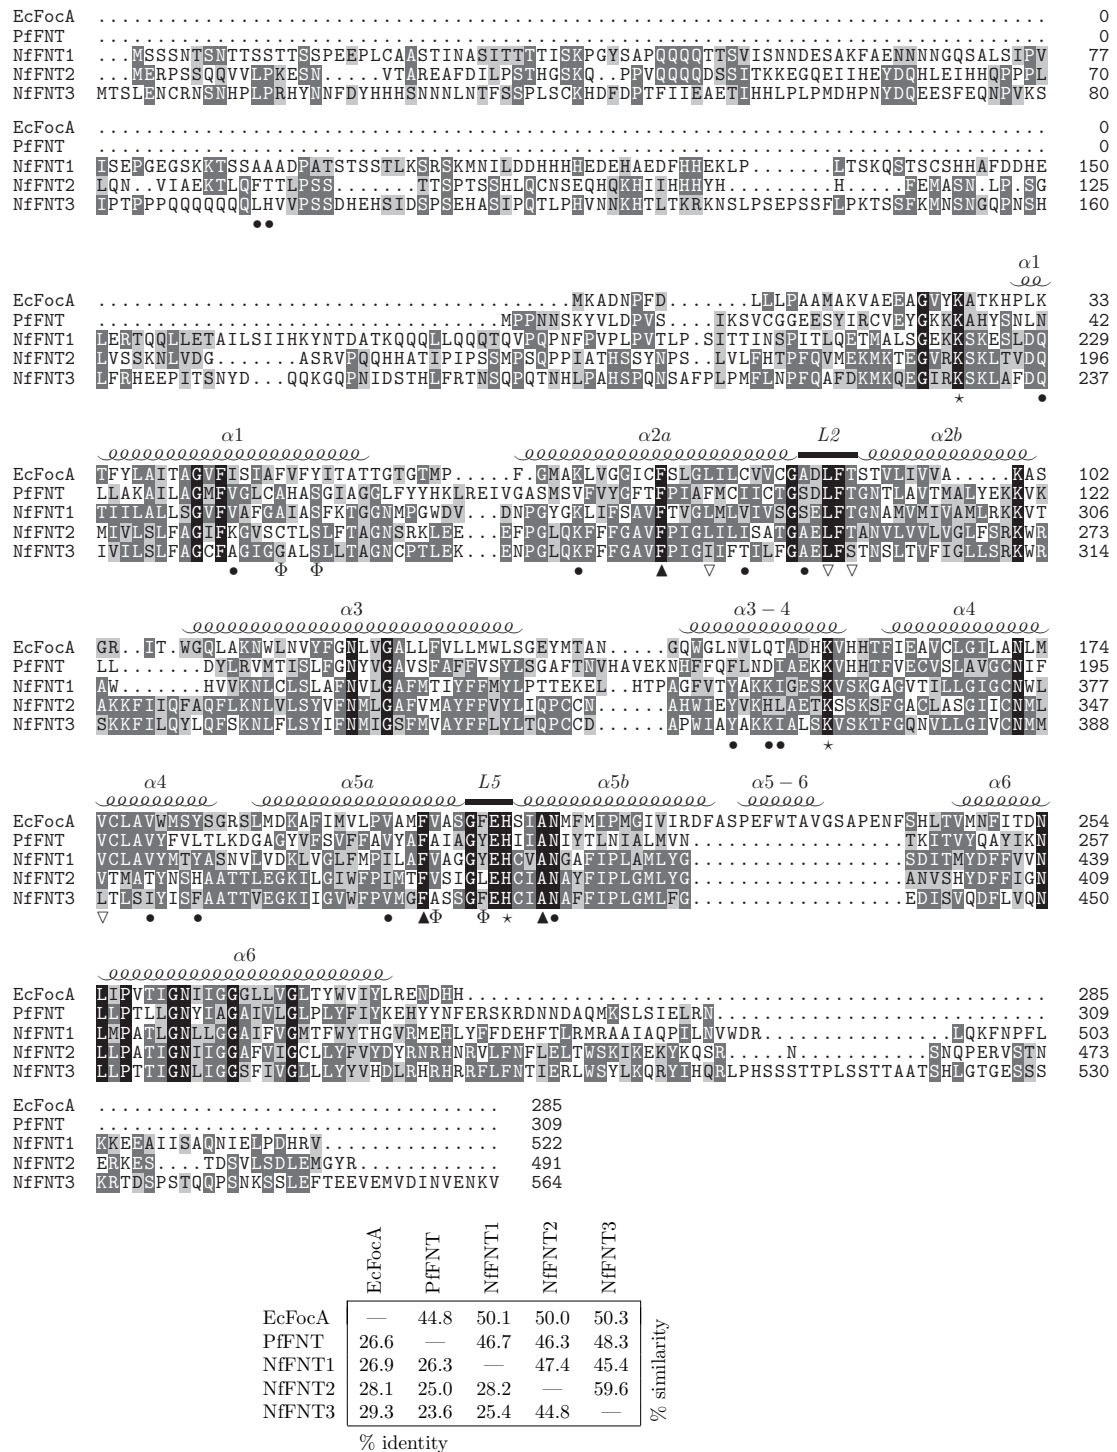 EcFocA ................................................................................ 0
PfFNT ................................................................................ 0
NfFNT1 ...MSSSNTSNTTSSTTSSPEEPLCAASTINASITTTTISKPGYSAPQQQQTTSVISNNDESAKFAENNNNGQSALSIPV 77
NfFNT2 ...MERPSSQQVVLPKESN.....VTAREAFDILPSTHGSKQ..PPVQQQQDSSITKKEGQEIIHEYDQHLEIHHQPPPL 70
NfFNT3 MTSLENCRNSNHPLPRHYNNFDYHHHSNNNLNTFSSPLSCKHDFDPTFIIEAETIHHLPLPMDHPNYDQEESFEQNPVKS 80
EcFocA ................................................................................ 0
PfFNT ................................................................................ 0
NfFNT1 ISEPGEGSKKTSSAAADPATSTSSTLKSRSKMNILDDHHHHEDEHAEDFHHEKLP.......LTSKQSTSCSHHAFDDHE 150
NfFNT2 LQN..VIAEKTLQFTTLPSS.......TTSPTSSHLQCNSEQHQKHIIHHHYH.........H.....FEMASN.LP.SG 125
NfFNT3 IPTPPPQQQQQQQLHVVPSSDHEHSIDSPSEHASIPQTLPHVNNKHTLTKRKNSLPSEPSSFLPKTSSFKMNSNGQPNSH 160
●●
α1
EcFocA ........................................MKADNPFD.......LLLPAAMAKVAEEAGVYKATKHPLK 33
PfFNT ...................................MPPNNSKYVLDPVS....IKSVCGGEESYIRCVEYGKKKAHYSNLN 42
NfFNT1 LERTQQLLETAILSIIHKYNTDATKQQQLLQQQTQVPQPNFPVPLPVTLP.SITTINSPITLQETMALSGEKKSKESLDQ 229
NfFNT2 LVSSKNLVDG.......ASRVPQQHHATIPIPSSMPSQPPIATHSSYNPS..LVLFHTPFQVMEKMKTEGVRKSKLTVDQ 196
NfFNT3 LFRHEEPITSNYD...QQKGQPNIDSTHLFRTNSQPQTNHLPAHSPQNSAFPLPMFLNPFQAFDKMKQEGIRKSKLAFDQ 237
⋆ ●
α1 α2a L2 α2b
EcFocA TFYLAITAGVFISIAFVFYITATTGTGTMP.....F.GMAKLVGGICFSLGLILCVVCGADLFTSTVLIVVA.....KAS 102
PfFNT LLAKAILAGMFVGLCAHASGIAGGLFYYHKLREIVGASMSVFVYGFTFPIAFMCIICTGSDLFTGNTLAVTMALYEKKVK 122
NfFNT1 TIILALLSGVFVAFGAIASFKTGGNMPGWDV..DNPGYGKLIFSAVFTVGLMLVIVSGSELFTGNAMVMIVAMLRKKVT 306
NfFNT2 MIVLSLFAGIFKGVSCTLSLFTAGNSRKLEE...EFPGLQKFFFGAVFPIGLILISATGAELFTANVLVVLVGLFSRKWR 273
NfFNT3 IVILSLFAGCFAGIGGALSLLTAGNCPTLEK...ENPGLQKFFFGAVFPIGIIFTILFGAELFSTNSLTVFIGLLSRKWR 314
● Φ Φ ● ▲ ▽ ● ● ▽ ▽
α3 α3 − 4 α4
EcFocA GR..IT.WGQLAKNWLNVYFGNLVGALLFVLLMWLSGEYMTAN......GQWGLNVLQTADHKVHHTFIEAVCLGILANLM 174
PfFNT LL.......DYLRVMTISLFGNYVGAVSFAFFVSYLSGAFTNVHAVEKNHFFQFLNDIAEKKVHHTFVECVSLAVGCNIF 195
NfFNT1 AW.......HVVKNLCLSLAFNVLGAFMTIYFFMYLPTTEKEL..HTPAGFVTYAKKIGESKVSKGAGVTILLGIGCNWL 377
NfFNT2 AKKFIIQFAQFLKNLVLSYVFNMLGAFVMAYFFVYLIQPCCN......AHWIEYVKHLAETKSSKSFGACLASGIICNML 347
NfFNT3 SKKFILQYLQFSKNLFLSYIFNMIGSFMVAYFFLYLTQPCCD......APWIAYAKKIALSKVSKTFGQNVLLGIVCNMM 388
● ●● ⋆
α4 α5a L5 α5b α5 − 6 α6
EcFocA VCLAVWMSYSGRSLMDKAFIMVLPVAMFVASGFEHSIANMFMIPMGIVIRDFASPEFWTAVGSAPENFSHLTVMNFITDN 254
PfFNT VCLAVYFVLTLKDGAGYVFSVFFAVYAFAIAGYEHIIANIYTLNIALMVN..................TKITVYQAYIKN 257
NfFNT1 VCLAVYMTYASNVLVDKLVGLFMPILAFVAGGYEHCVANGAFIPLAMLYG..................SDITMYDFFVVN 439
NfFNT2 VTMATYNSHAATTLEGKILGIWFPIMTFVSIGLEHCIANAYFIPLGMLYG..................ANVSHYDFFIGN 409
NfFNT3 LTLSIYISFAATTVEGKIIGVWFPVMGFASSGFEHCIANAFFIPLGMLFG..................EDISVQDFLVQN 450
▽ ● ● ● ▲Φ Φ ⋆ ▲●
α6
EcFocA LIPVTIGNIIGGGLLVGLTYWVIYLRENDHH................................................. 285
PfFNT LLPTLLGNYIAGAIVLGLPLYFIYKEHYYNFERSKRDNNDAQMKSLSIELRN............................ 309
NfFNT1 LMPATLGNLLGGAIFVGMTFWYTHGVRMEHLYFFDEHFTLRMRAAIAQPILNVWDR................LQKFNPFL 503
NfFNT2 LLPATIGNIIGGAFVIGCLLYFVYDYRNRHNRVLFNFLELTWSKIKEKYKQSR.....N...........SNQPERVSTN 473
NfFNT3 LLPTTIGNLIGGSFIVGLLLYYVHDLRHRHRRFLFNTIERLWSYLKQRYIHQRLPHSSSTTPLSSTTAATSHLGTGESSS 530
EcFocA .................................. 285
PfFNT .................................. 309
NfFNT1 KKEEAIISAQNIELPDHRV............... 522
NfFNT2 ERKES....TDSVLSDLEMGYR............ 491
NfFNT3 KRTDSPSTQQPSNKSSLEFTEEVEMVDINVENKV 564
EcFocA PfFNT NfFNT1 NfFNT2 NfFNT3
EcFocA — 44.8 50.1 50.0 50.3
PfFNT 26.6 — 46.7 46.3 48.3
NfFNT1 26.9 26.3 — 47.4 45.4
NfFNT2 28.1 25.0 28.2 — 59.6
NfFNT3 29.3 23.6 25.4 44.8 —
% similarity
% identity